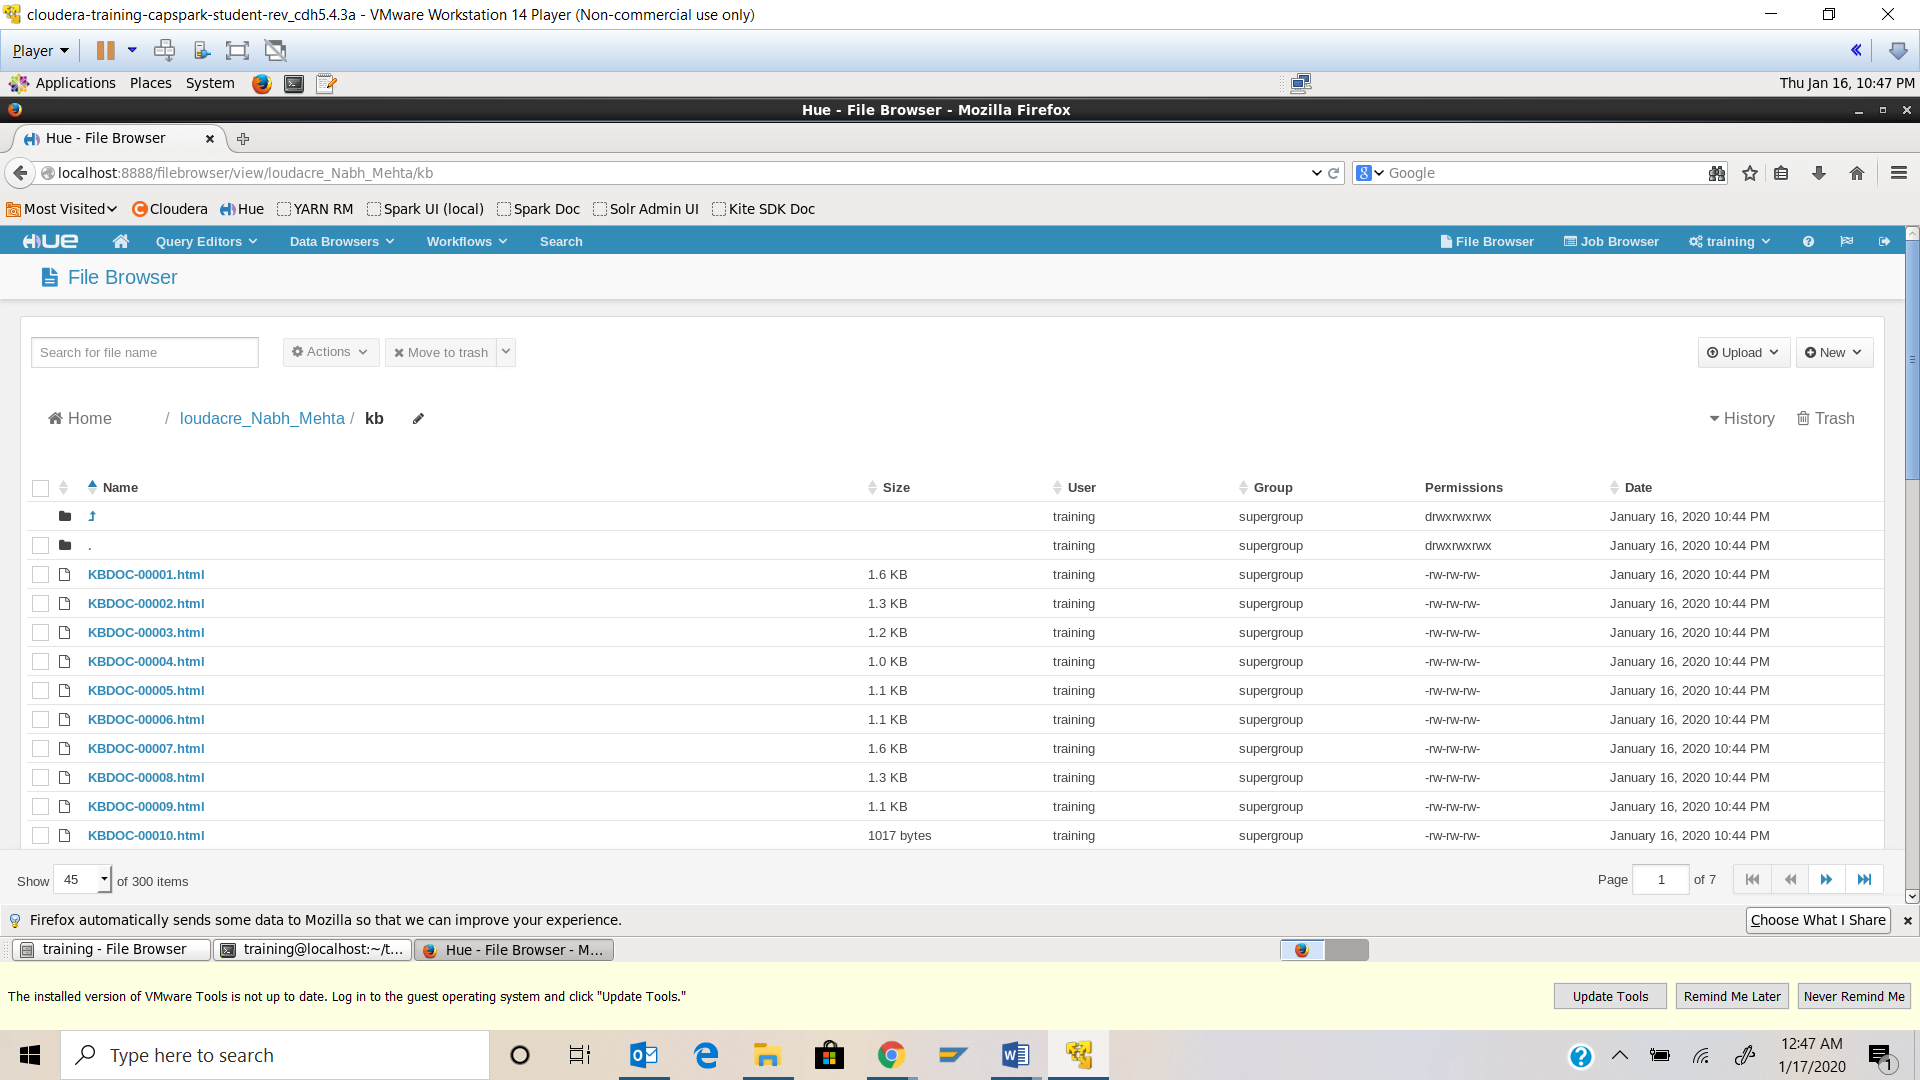 cloudera-training-capspark-student-rev_cdh5.4.3a - VMware Workstation 14 Player (Non-commercial use only)
Player
Applications Places System Thu Jan 16, 10:47 PM
Hue - File Browser - Mozilla Firefox
Hue - File Browser
localhost:8888/filebrowser/view/loudacre_Nabh_Mehta/kb Google
Most Visited Cloudera Hue YARN RM Spark UI (local) Spark Doc Solr Admin UI Kite SDK Doc
HUE Query Editors Data Browsers Workflows Search File Browser Job Browser training
File Browser
Search for file name Actions Move to trash Upload New
Home / loudacre_Nabh_Mehta / kb History Trash
Name Size User Group Permissions Date
training supergroup drwxrwxrwx January 16, 2020 10:44 PM
. training supergroup drwxrwxrwx January 16, 2020 10:44 PM
KBDOC-00001.html 1.6 KB training supergroup -rw-rw-rw- January 16, 2020 10:44 PM
KBDOC-00002.html 1.3 KB training supergroup -rw-rw-rw- January 16, 2020 10:44 PM
KBDOC-00003.html 1.2 KB training supergroup -rw-rw-rw- January 16, 2020 10:44 PM
KBDOC-00004.html 1.0 KB training supergroup -rw-rw-rw- January 16, 2020 10:44 PM
KBDOC-00005.html 1.1 KB training supergroup -rw-rw-rw- January 16, 2020 10:44 PM
KBDOC-00006.html 1.1 KB training supergroup -rw-rw-rw- January 16, 2020 10:44 PM
KBDOC-00007.html 1.6 KB training supergroup -rw-rw-rw- January 16, 2020 10:44 PM
KBDOC-00008.html 1.3 KB training supergroup -rw-rw-rw- January 16, 2020 10:44 PM
KBDOC-00009.html 1.1 KB training supergroup -rw-rw-rw- January 16, 2020 10:44 PM
KBDOC-00010.html 1017 bytes training supergroup -rw-rw-rw- January 16, 2020 10:44 PM
Show 45 of 300 items Page 1 of 7
Firefox automatically sends some data to Mozilla so that we can improve your experience. Choose What I Share
training - File Browser training@localhost:~/t... Hue - File Browser - M...
The installed version of VMware Tools is not up to date. Log in to the guest operating system and click "Update Tools." Update Tools Remind Me Later Never Remind Me
Type here to search 12:47 AM
1/17/2020 1